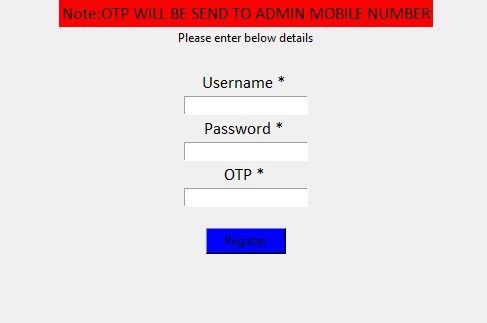 Note:OTP WILL BE SEND TO ADMIN MOBILE NUMBER
Please enter below details
Username *
Password *
OTP *
Register